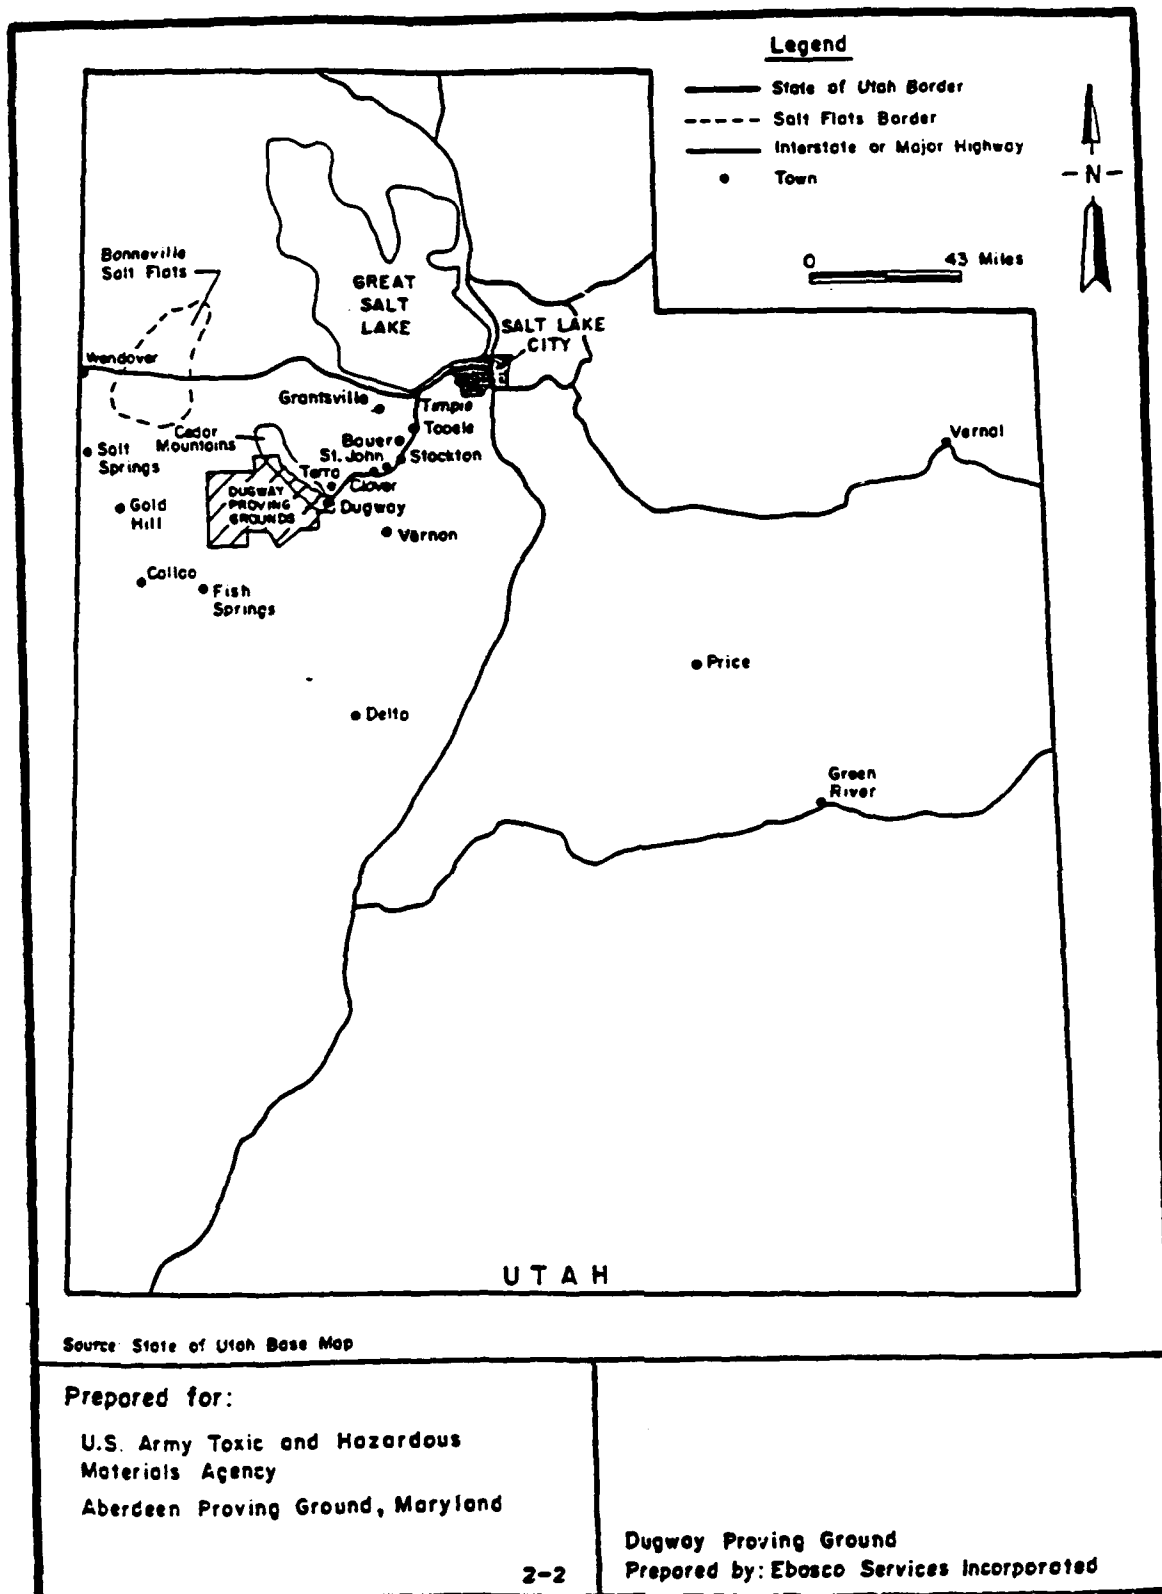 Legend
State of Utah Border
Salt Flats Border
Interstate or Major Highway
Town
N
0 43 Miles
Bonneville
Salt Flats
GREAT
SALT
LAKE
SALT LAKE
CITY
Wendover
Grantsville
Timpie
Tooele
Bauer
Stockton
St. John
Clover
Terra
Cedar
Mountains
Salt
Springs
Gold
Hill
DUGWAY
PROVING
GROUNDS
Dugway
Vernon
Vernal
Callao
Fish
Springs
Price
Delta
Green
River
UTAH
Source: State of Utah Base Map
Prepared for:
U.S. Army Toxic and Hazardous
Materials Agency
Aberdeen Proving Ground, Maryland
2-2
Dugway Proving Ground
Prepared by: Ebasco Services Incorporated